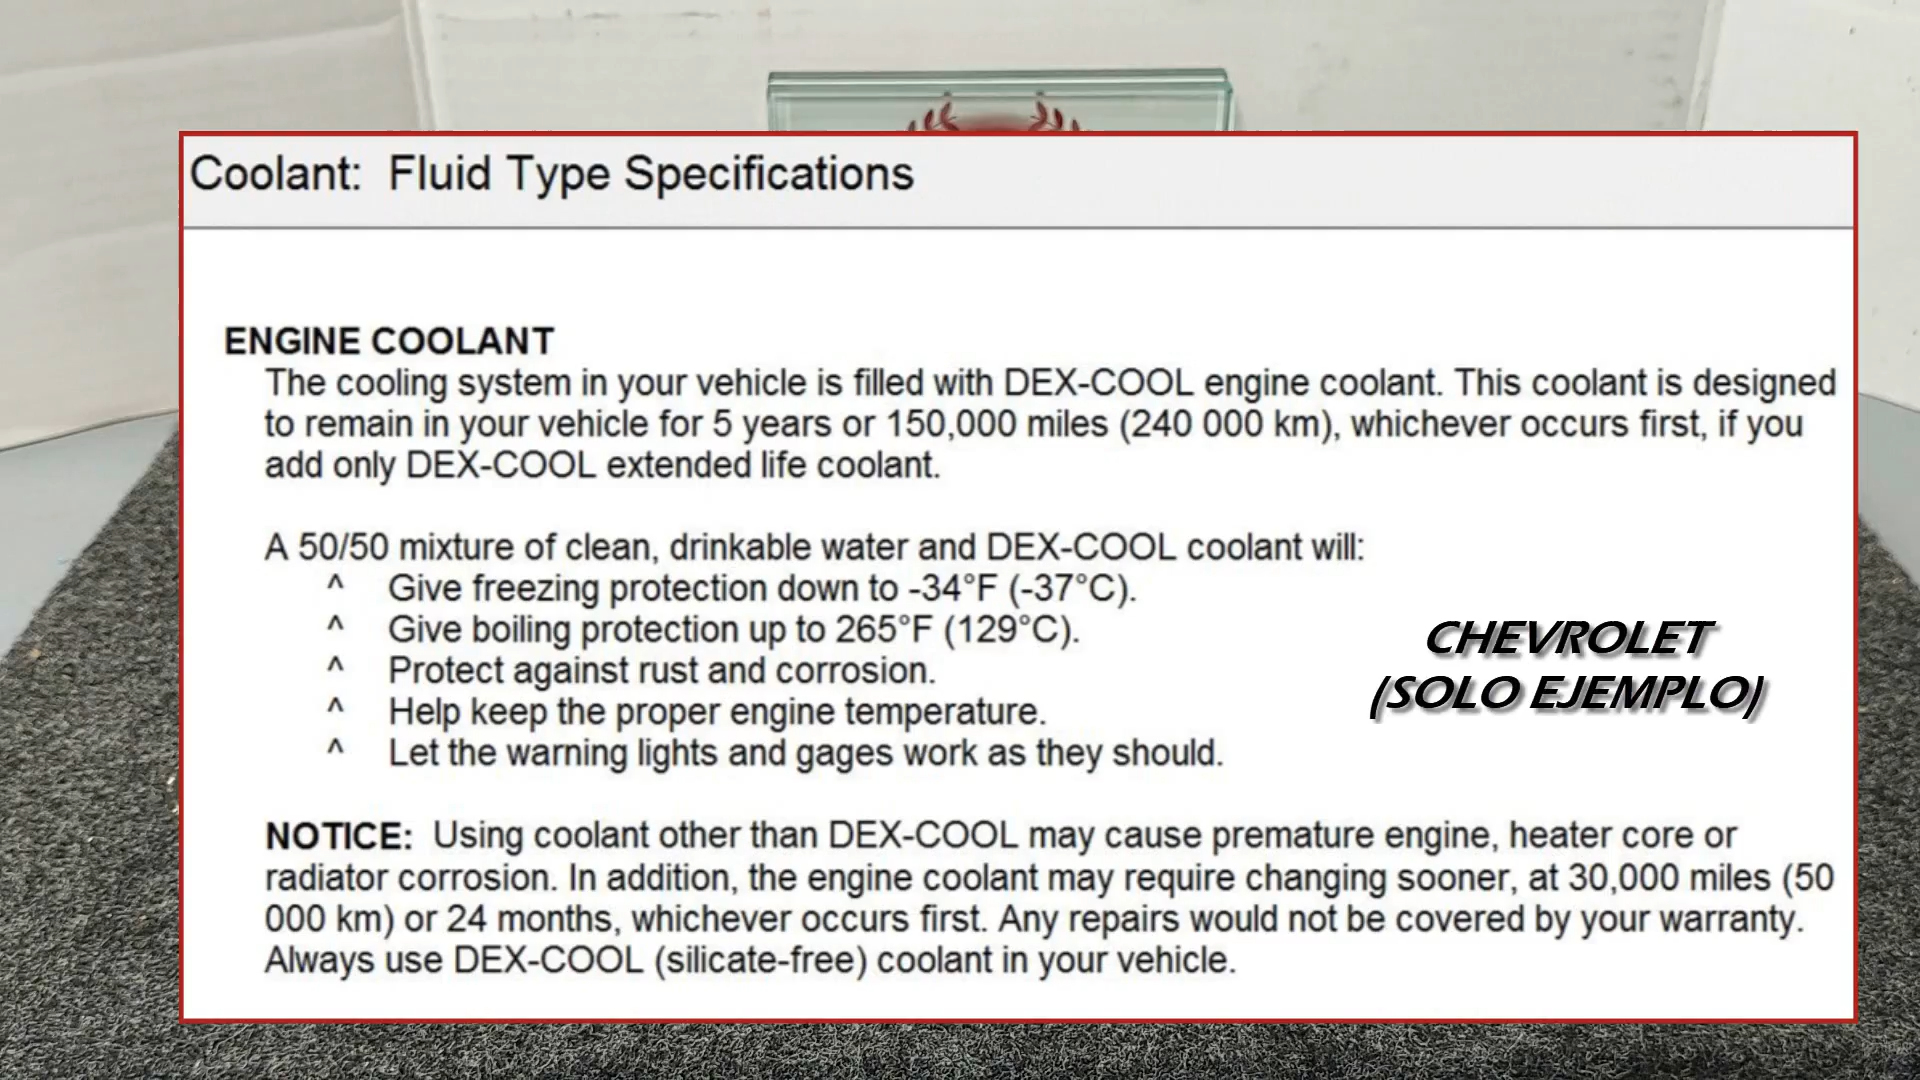 Coolant: Fluid Type Specifications
ENGINE COOLANT
The cooling system in your vehicle is filled with DEX-COOL engine coolant. This coolant is designed
to remain in your vehicle for 5 years or 150,000 miles (240 000 km), whichever occurs first, if you
add only DEX-COOL extended life coolant.
A 50/50 mixture of clean, drinkable water and DEX-COOL coolant will:
^ Give freezing protection down to -34°F (-37°C).
^ Give boiling protection up to 265°F (129°C).
^ Protect against rust and corrosion.
^ Help keep the proper engine temperature.
^ Let the warning lights and gages work as they should.
CHEVROLET
(SOLO EJEMPLO)
NOTICE: Using coolant other than DEX-COOL may cause premature engine, heater core or
radiator corrosion. In addition, the engine coolant may require changing sooner, at 30,000 miles (50
000 km) or 24 months, whichever occurs first. Any repairs would not be covered by your warranty.
Always use DEX-COOL (silicate-free) coolant in your vehicle.